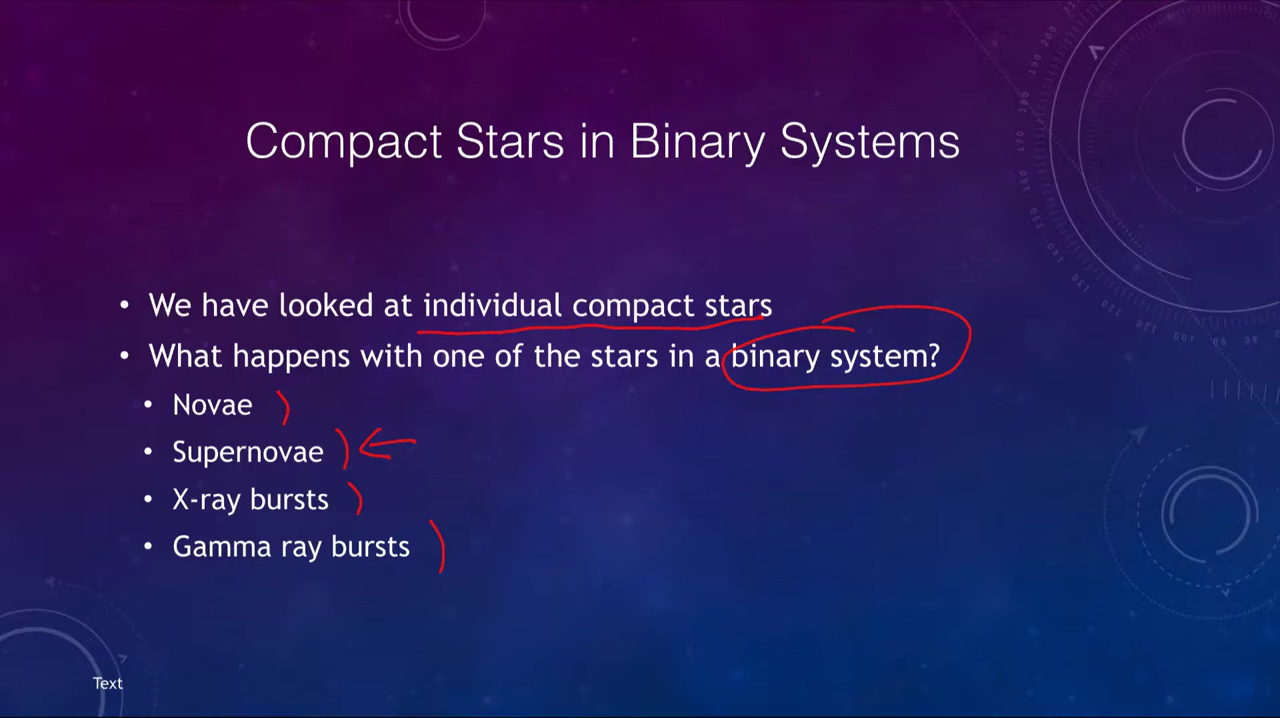 Compact Stars in Binary Systems
• We have looked at individual compact stars
• What happens with one of the stars in a binary system?
• Novae
• Supernovae
• X-ray bursts
• Gamma ray bursts
Text